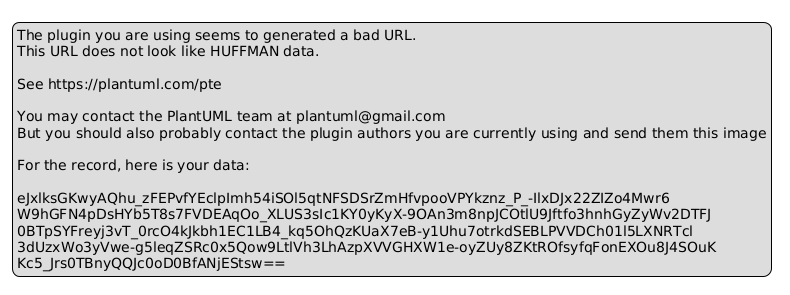 The plugin you are using seems to generated a bad URL.
This URL does not look like HUFFMAN data.
See https://plantuml.com/pte
You may contact the PlantUML team at plantuml@gmail.com
But you should also probably contact the plugin authors you are currently using and send them this image
For the record, here is your data:
eJxlksGKwyAQhu_zFEPvfYEclpImh54iSOl5qtNFSDSrZmHfvpooVPYkznz_P_-IlxDJx22ZIZo4Mwr6
W9hGFN4pDsHYb5T8s7FVDEAqOo_XLUS3sIc1KY0yKyX-9OAn3m8npJCOtlU9Jftfo3hnhGyZyWv2DTFJ
0BTpSYFreyj3vT_0rcO4kJkbh1EC1LB4_kq5OhQzKUaX7eB-y1Uhu7otrkdSEBLPVVDCh01l5LXNRTcl
3dUzxWo3yVwe-g5leqZSRc0x5Qow9LtlVh3LhAzpXVVGHXW1e-oyZUy8ZKtROfsyfqFonEXOu8J4SOuK
Kc5_Jrs0TBnyQQJc0oD0BfANjEStsw==